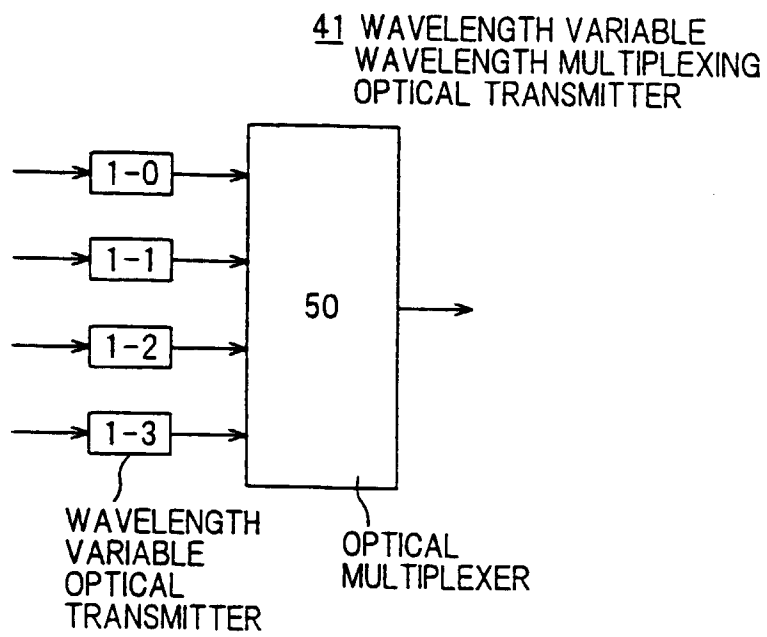 41 WAVELENGTH VARIABLE
WAVELENGTH MULTIPLEXING
OPTICAL TRANSMITTER
1-0
1-1
1-2
1-3
50
WAVELENGTH
VARIABLE
OPTICAL
TRANSMITTER
OPTICAL
MULTIPLEXER